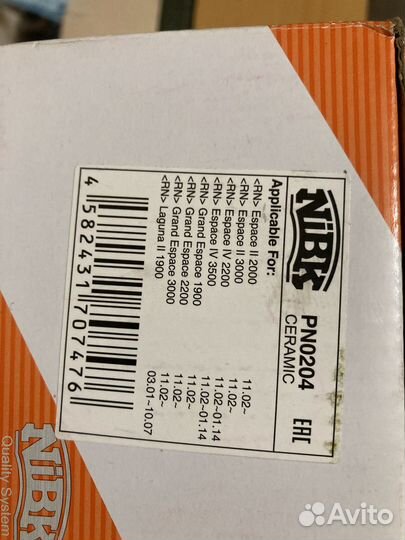 NiBK
PN0204
CERAMIC
EAC
Applicable For:
<RN> Espace II 2000 11.02~
<RN> Espace II 3000 11.02~
<RN> Espace IV 2200 11.02~01.14
<RN> Espace IV 3500 11.02~01.14
<RN> Grand Espace 1900 11.02~
<RN> Grand Espace 2200 11.02~
<RN> Grand Espace 3000 11.02~
<RN> Laguna II 1900 03.01~10.07
4 582431 707476
NiBK
Quality System
Avito